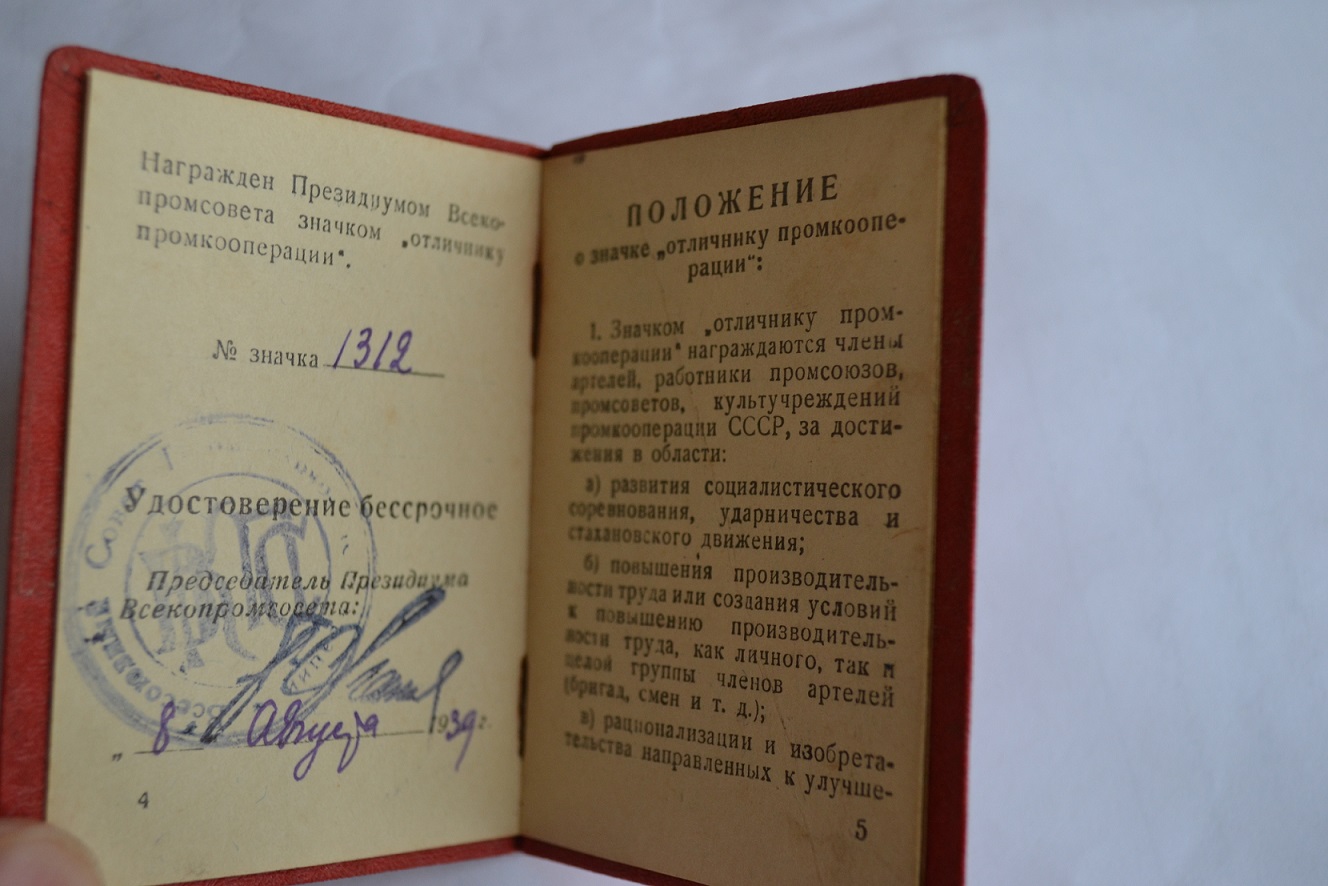 Награжден Президиумом Всеко-
промсовета значком „отличнику
промкооперации".
№ значка 1312
Удостоверение бессрочное
Председатель Президиума
Всекопромсовета:
„ 8 " Августа 1939 г.
4
ПОЛОЖЕНИЕ
о значке „отличнику промкоопе-
рации":
1. Значком „отличнику пром-
кооперации" награждаются члены
артелей, работники промсоюзов,
промсоветов, культучреждений
промкооперации СССР, за дости-
жения в области:
а) развития социалистического
соревнования, ударничества и
стахановского движения;
б) повышения производитель-
ности труда или создания условий
к повышению производитель-
ности труда, как личного, так и
целой группы членов артелей
(бригад, смен и т. д.);
в) рационализации и изобрета-
тельства направленных к улучше-
5